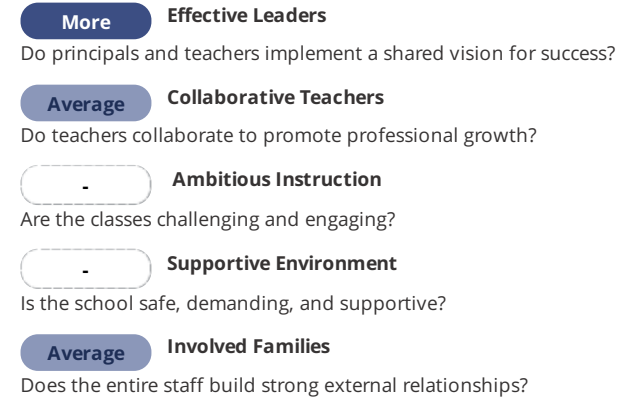 More Effective Leaders
Do principals and teachers implement a shared vision for success?
Average Collaborative Teachers
Do teachers collaborate to promote professional growth?
- Ambitious Instruction
Are the classes challenging and engaging?
- Supportive Environment
Is the school safe, demanding, and supportive?
Average Involved Families
Does the entire staff build strong external relationships?